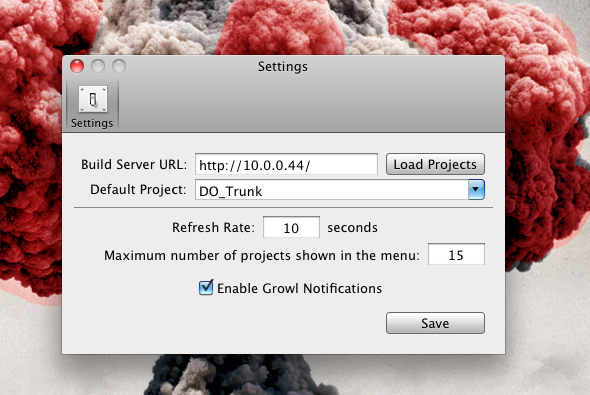 Settings
Settings
Build Server URL: http://10.0.0.44/ Load Projects
Default Project: DO_Trunk
Refresh Rate: 10 seconds
Maximum number of projects shown in the menu: 15
Enable Growl Notifications
Save